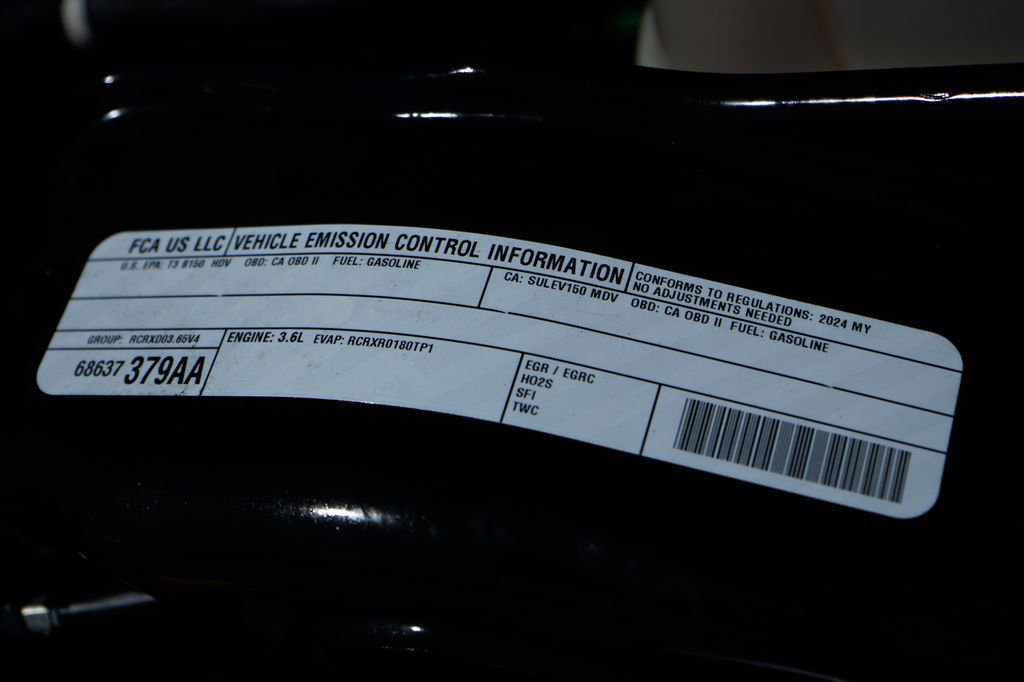 FCA US LLC VEHICLE EMISSION CONTROL INFORMATION
CONFORMS TO REGULATIONS: 2024 MY
NO ADJUSTMENTS NEEDED
U.S. EPA: T3 B150 HDV OBD: CA OBD II FUEL: GASOLINE
CA: SULEV150 MDV OBD: CA OBD II FUEL: GASOLINE
GROUP: RCRXD03.65V4
68637379AA
ENGINE: 3.6L EVAP: RCRXR0180TP1
EGR / EGRC
HO2S
SFI
TWC